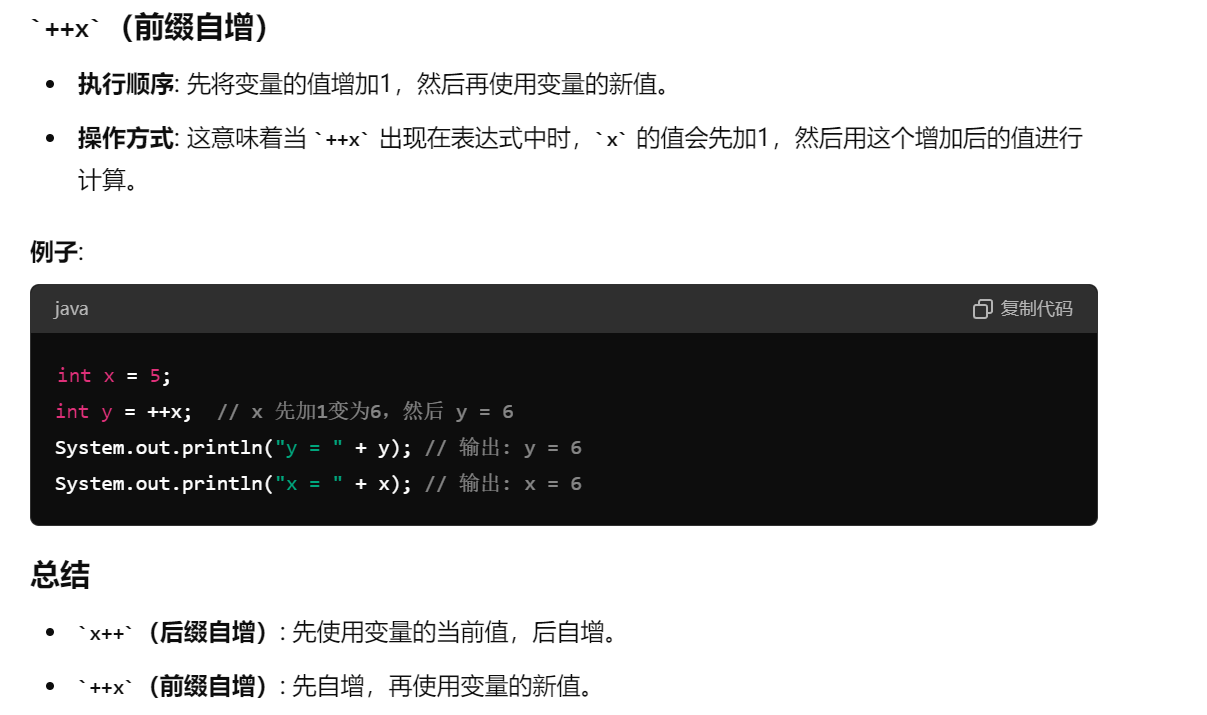 `++x`（前缀自增）
执行顺序: 先将变量的值增加1，然后再使用变量的新值。
操作方式: 这意味着当 `++x` 出现在表达式中时，`x` 的值会先加1，然后用这个增加后的值进行
计算。
例子:
java 复制代码
int x = 5;
int y = ++x;  // x 先加1变为6，然后 y = 6
System.out.println("y = " + y); // 输出: y = 6
System.out.println("x = " + x); // 输出: x = 6
总结
`x++`（后缀自增）: 先使用变量的当前值，后自增。
`++x`（前缀自增）: 先自增，再使用变量的新值。